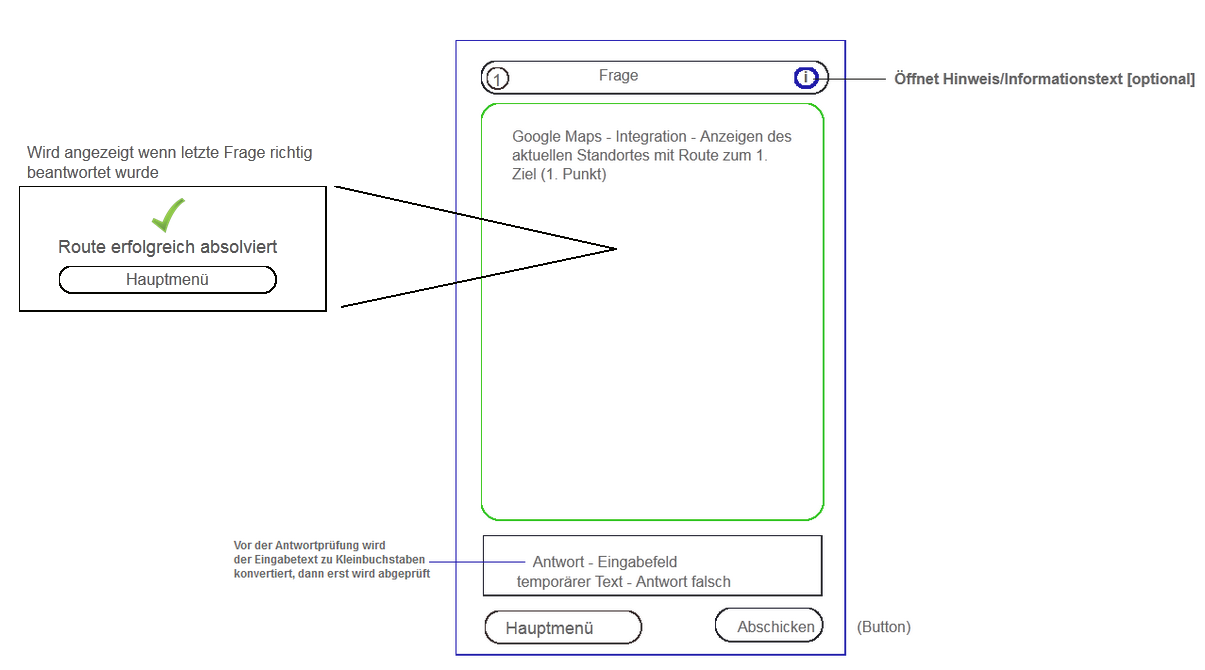 1
Frage
i
Öffnet Hinweis/Informationstext [optional]
Google Maps - Integration - Anzeigen des
aktuellen Standortes mit Route zum 1.
Ziel (1. Punkt)
Wird angezeigt wenn letzte Frage richtig
beantwortet wurde
Route erfolgreich absolviert
Hauptmenü
Vor der Antwortprüfung wird
der Eingabetext zu Kleinbuchstaben
konvertiert, dann erst wird abgeprüft
Antwort - Eingabefeld
temporärer Text - Antwort falsch
Hauptmenü
Abschicken
(Button)